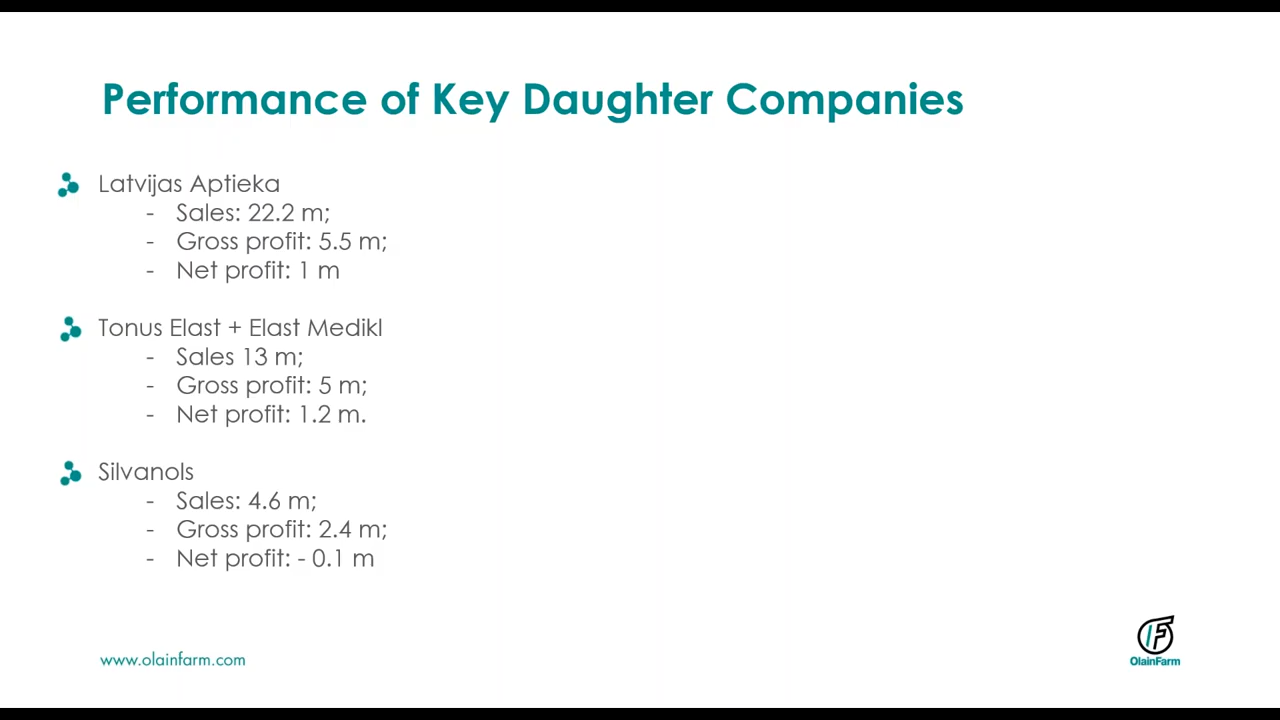 Performance of Key Daughter Companies
Latvijas Aptieka
- Sales: 22.2 m;
- Gross profit: 5.5 m;
- Net profit: 1 m
Tonus Elast + Elast Medikl
- Sales 13 m;
- Gross profit: 5 m;
- Net profit: 1.2 m.
Silvanols
- Sales: 4.6 m;
- Gross profit: 2.4 m;
- Net profit: - 0.1 m
www.olainfarm.com
OlainFarm